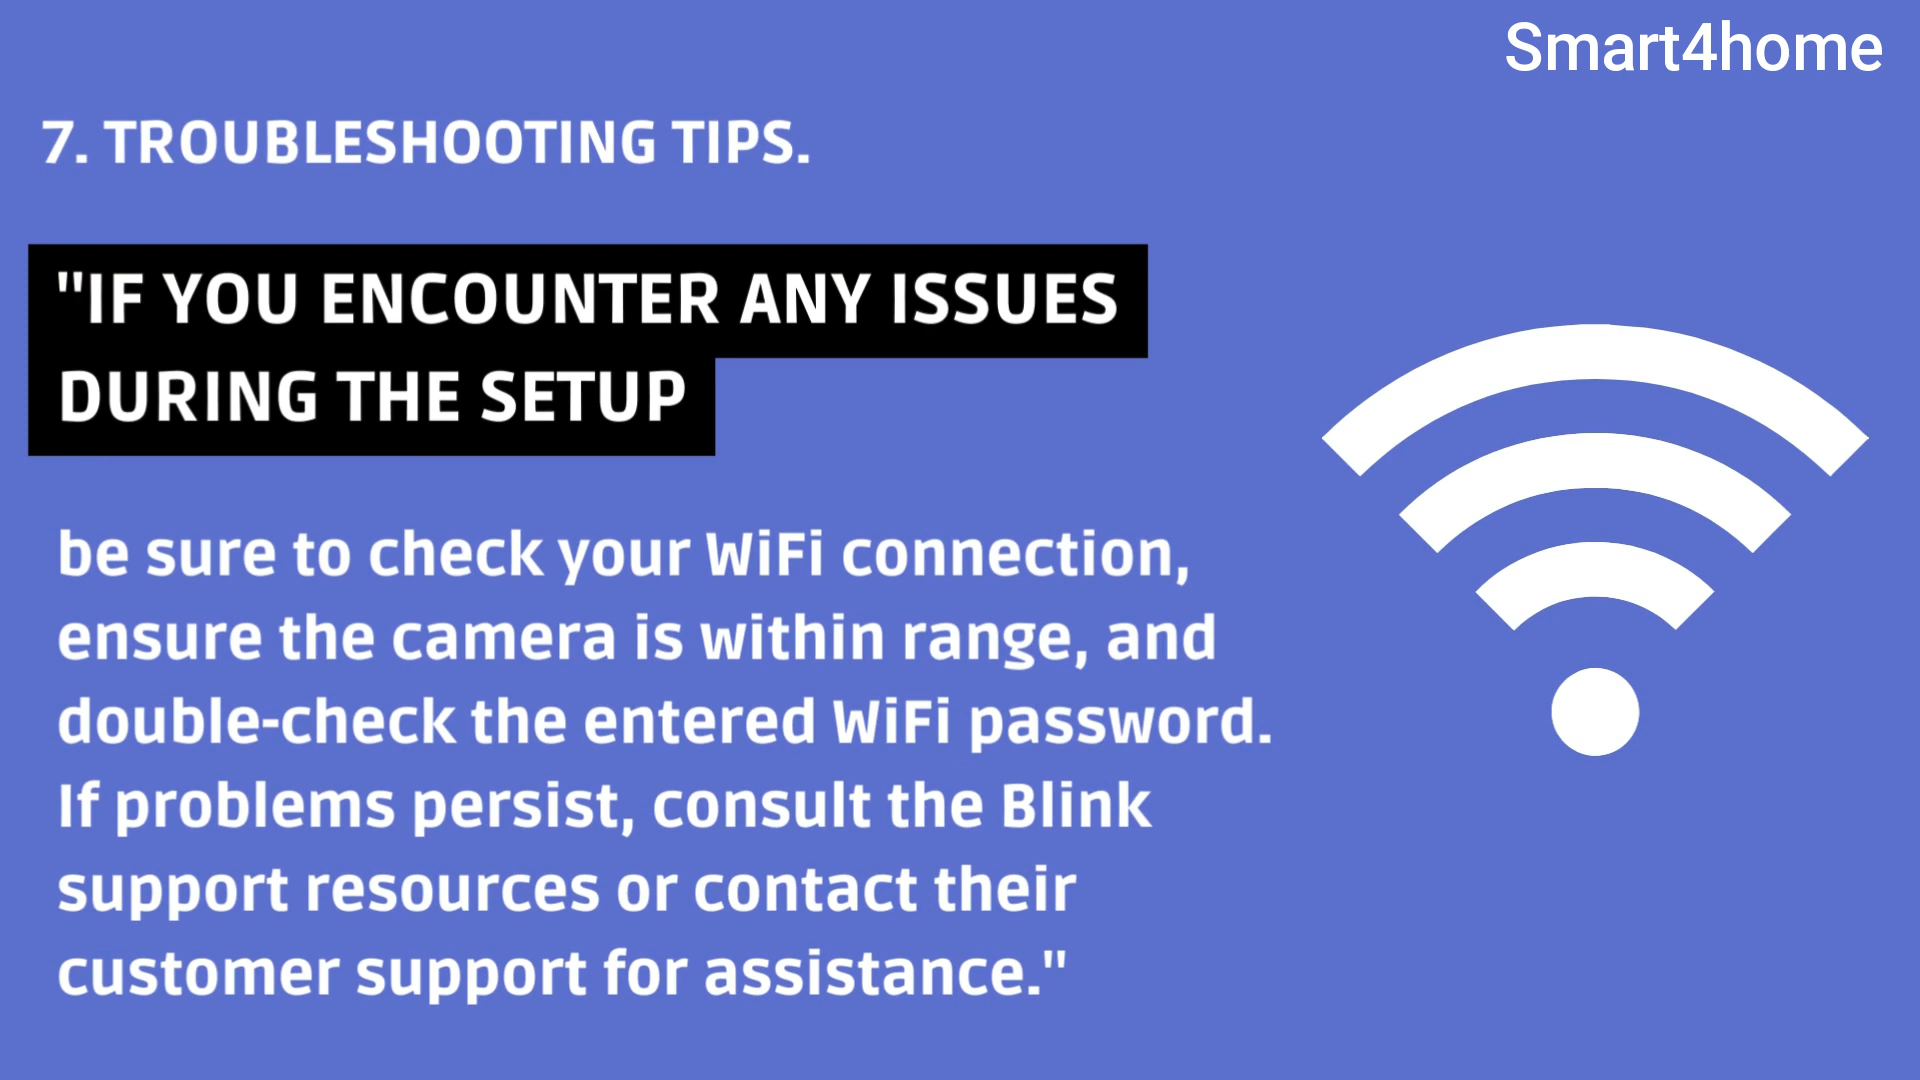 Smart4home
7. TROUBLESHOOTING TIPS.
"IF YOU ENCOUNTER ANY ISSUES
DURING THE SETUP
be sure to check your WiFi connection,
ensure the camera is within range, and
double-check the entered WiFi password.
If problems persist, consult the Blink
support resources or contact their
customer support for assistance."